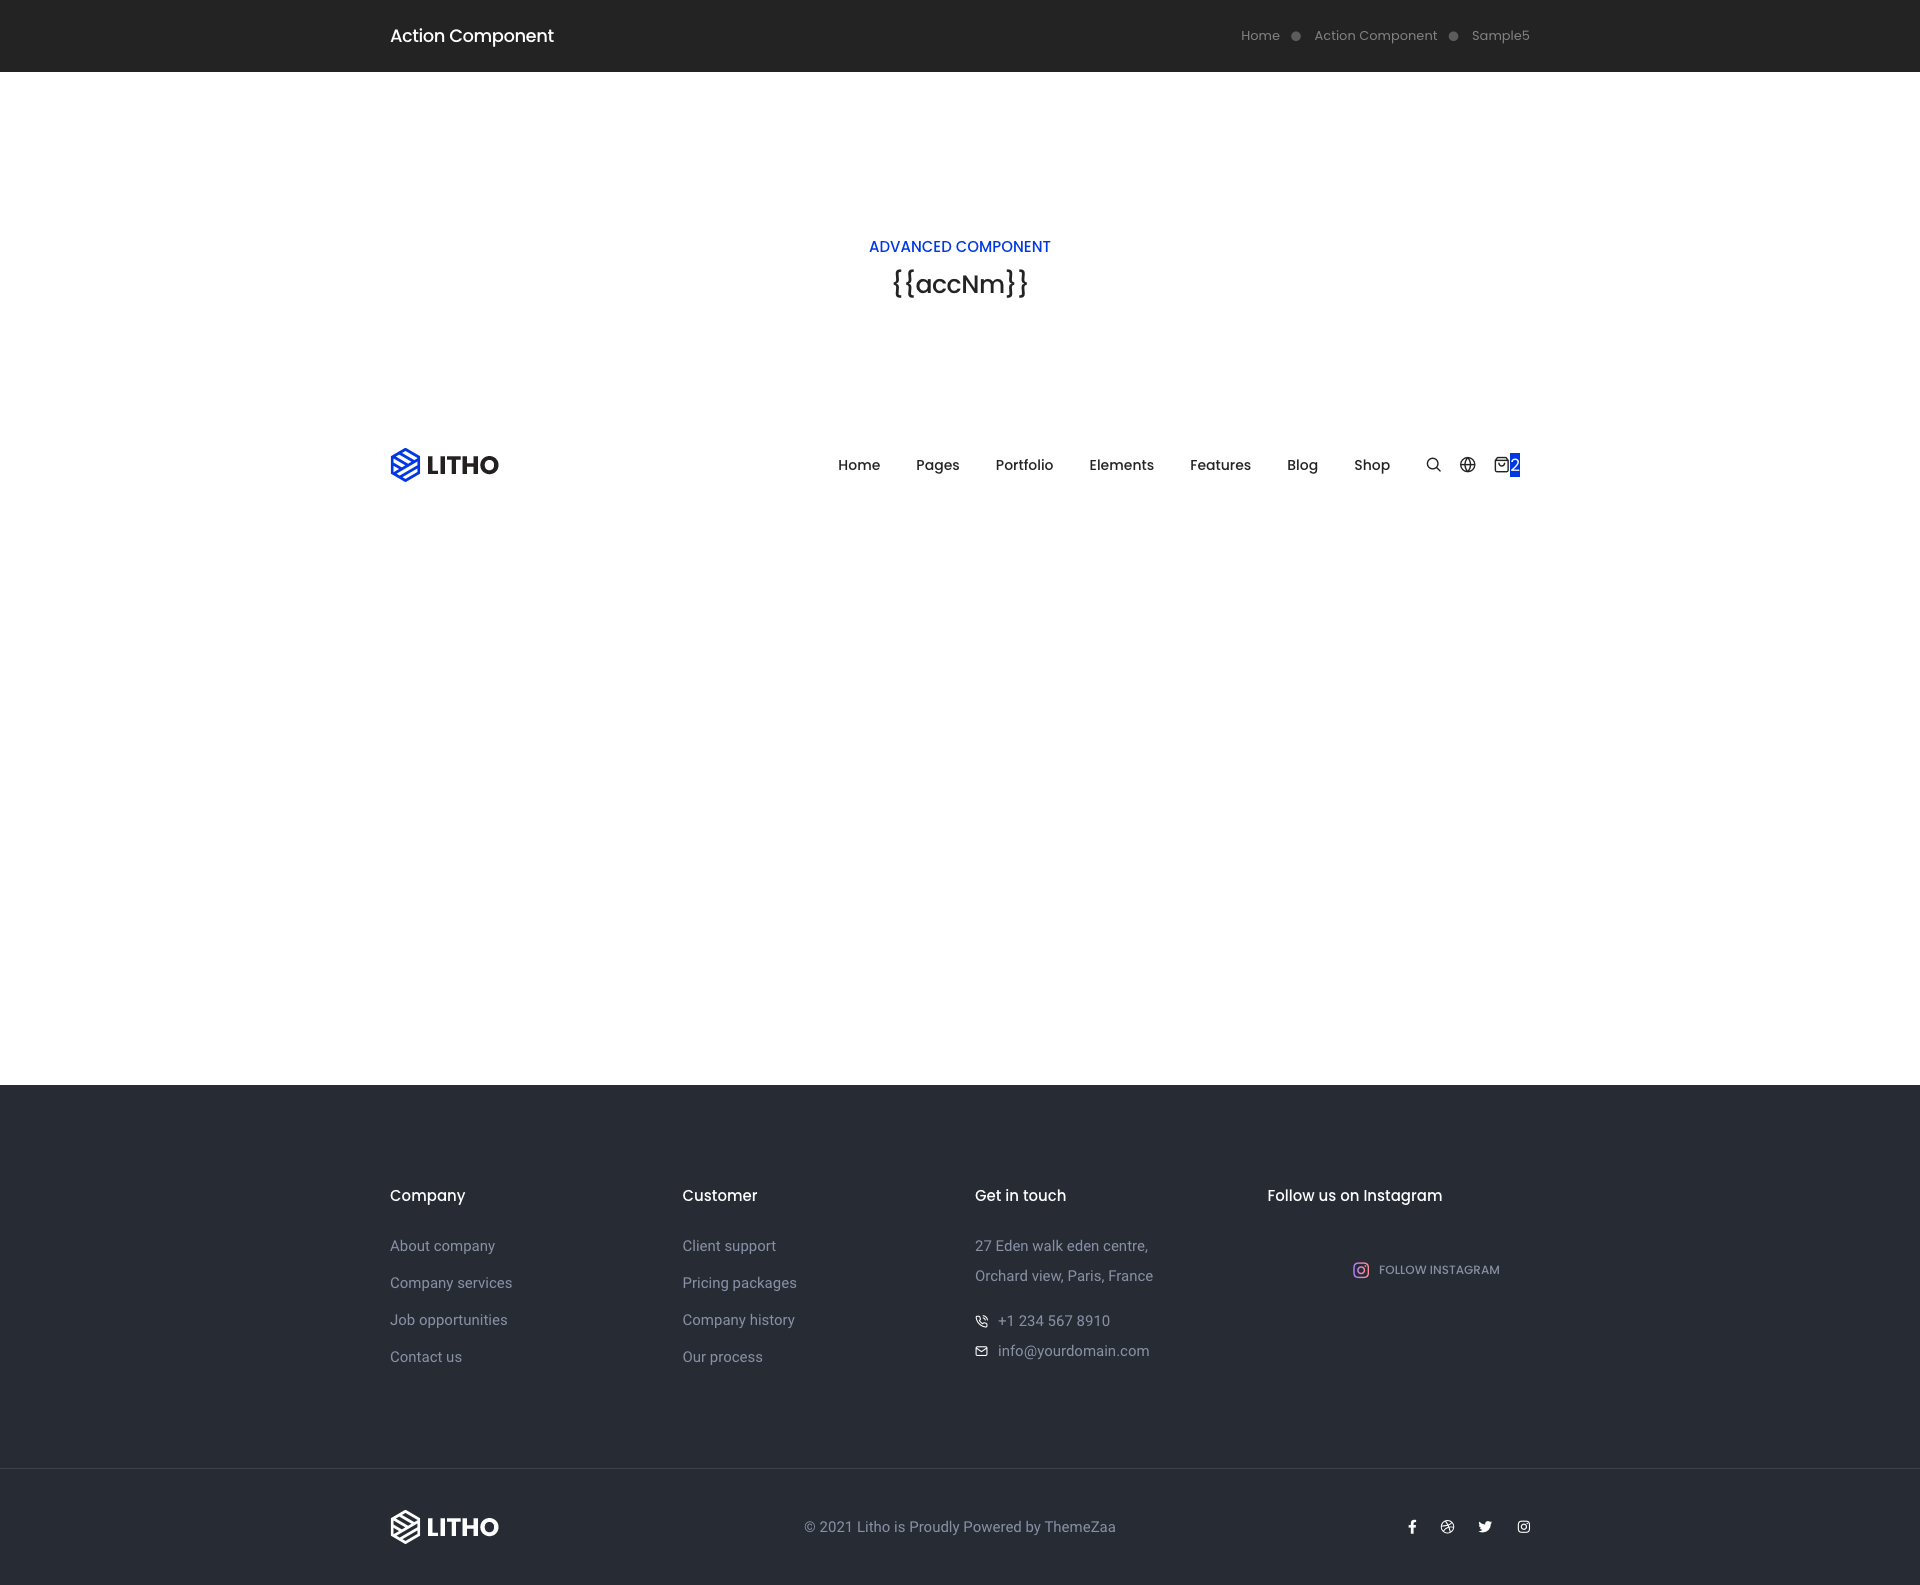 Action Component
Home Action Component Sample5
ADVANCED COMPONENT
{{accNm}}
LITHO Home Pages Portfolio Elements Features Blog Shop 2
Company
About company
Company services
Job opportunities
Contact us
Customer
Client support
Pricing packages
Company history
Our process
Get in touch
27 Eden walk eden centre,
Orchard view, Paris, France
+1 234 567 8910
info@yourdomain.com
Follow us on Instagram
FOLLOW INSTAGRAM
LITHO
© 2021 Litho is Proudly Powered by ThemeZaa